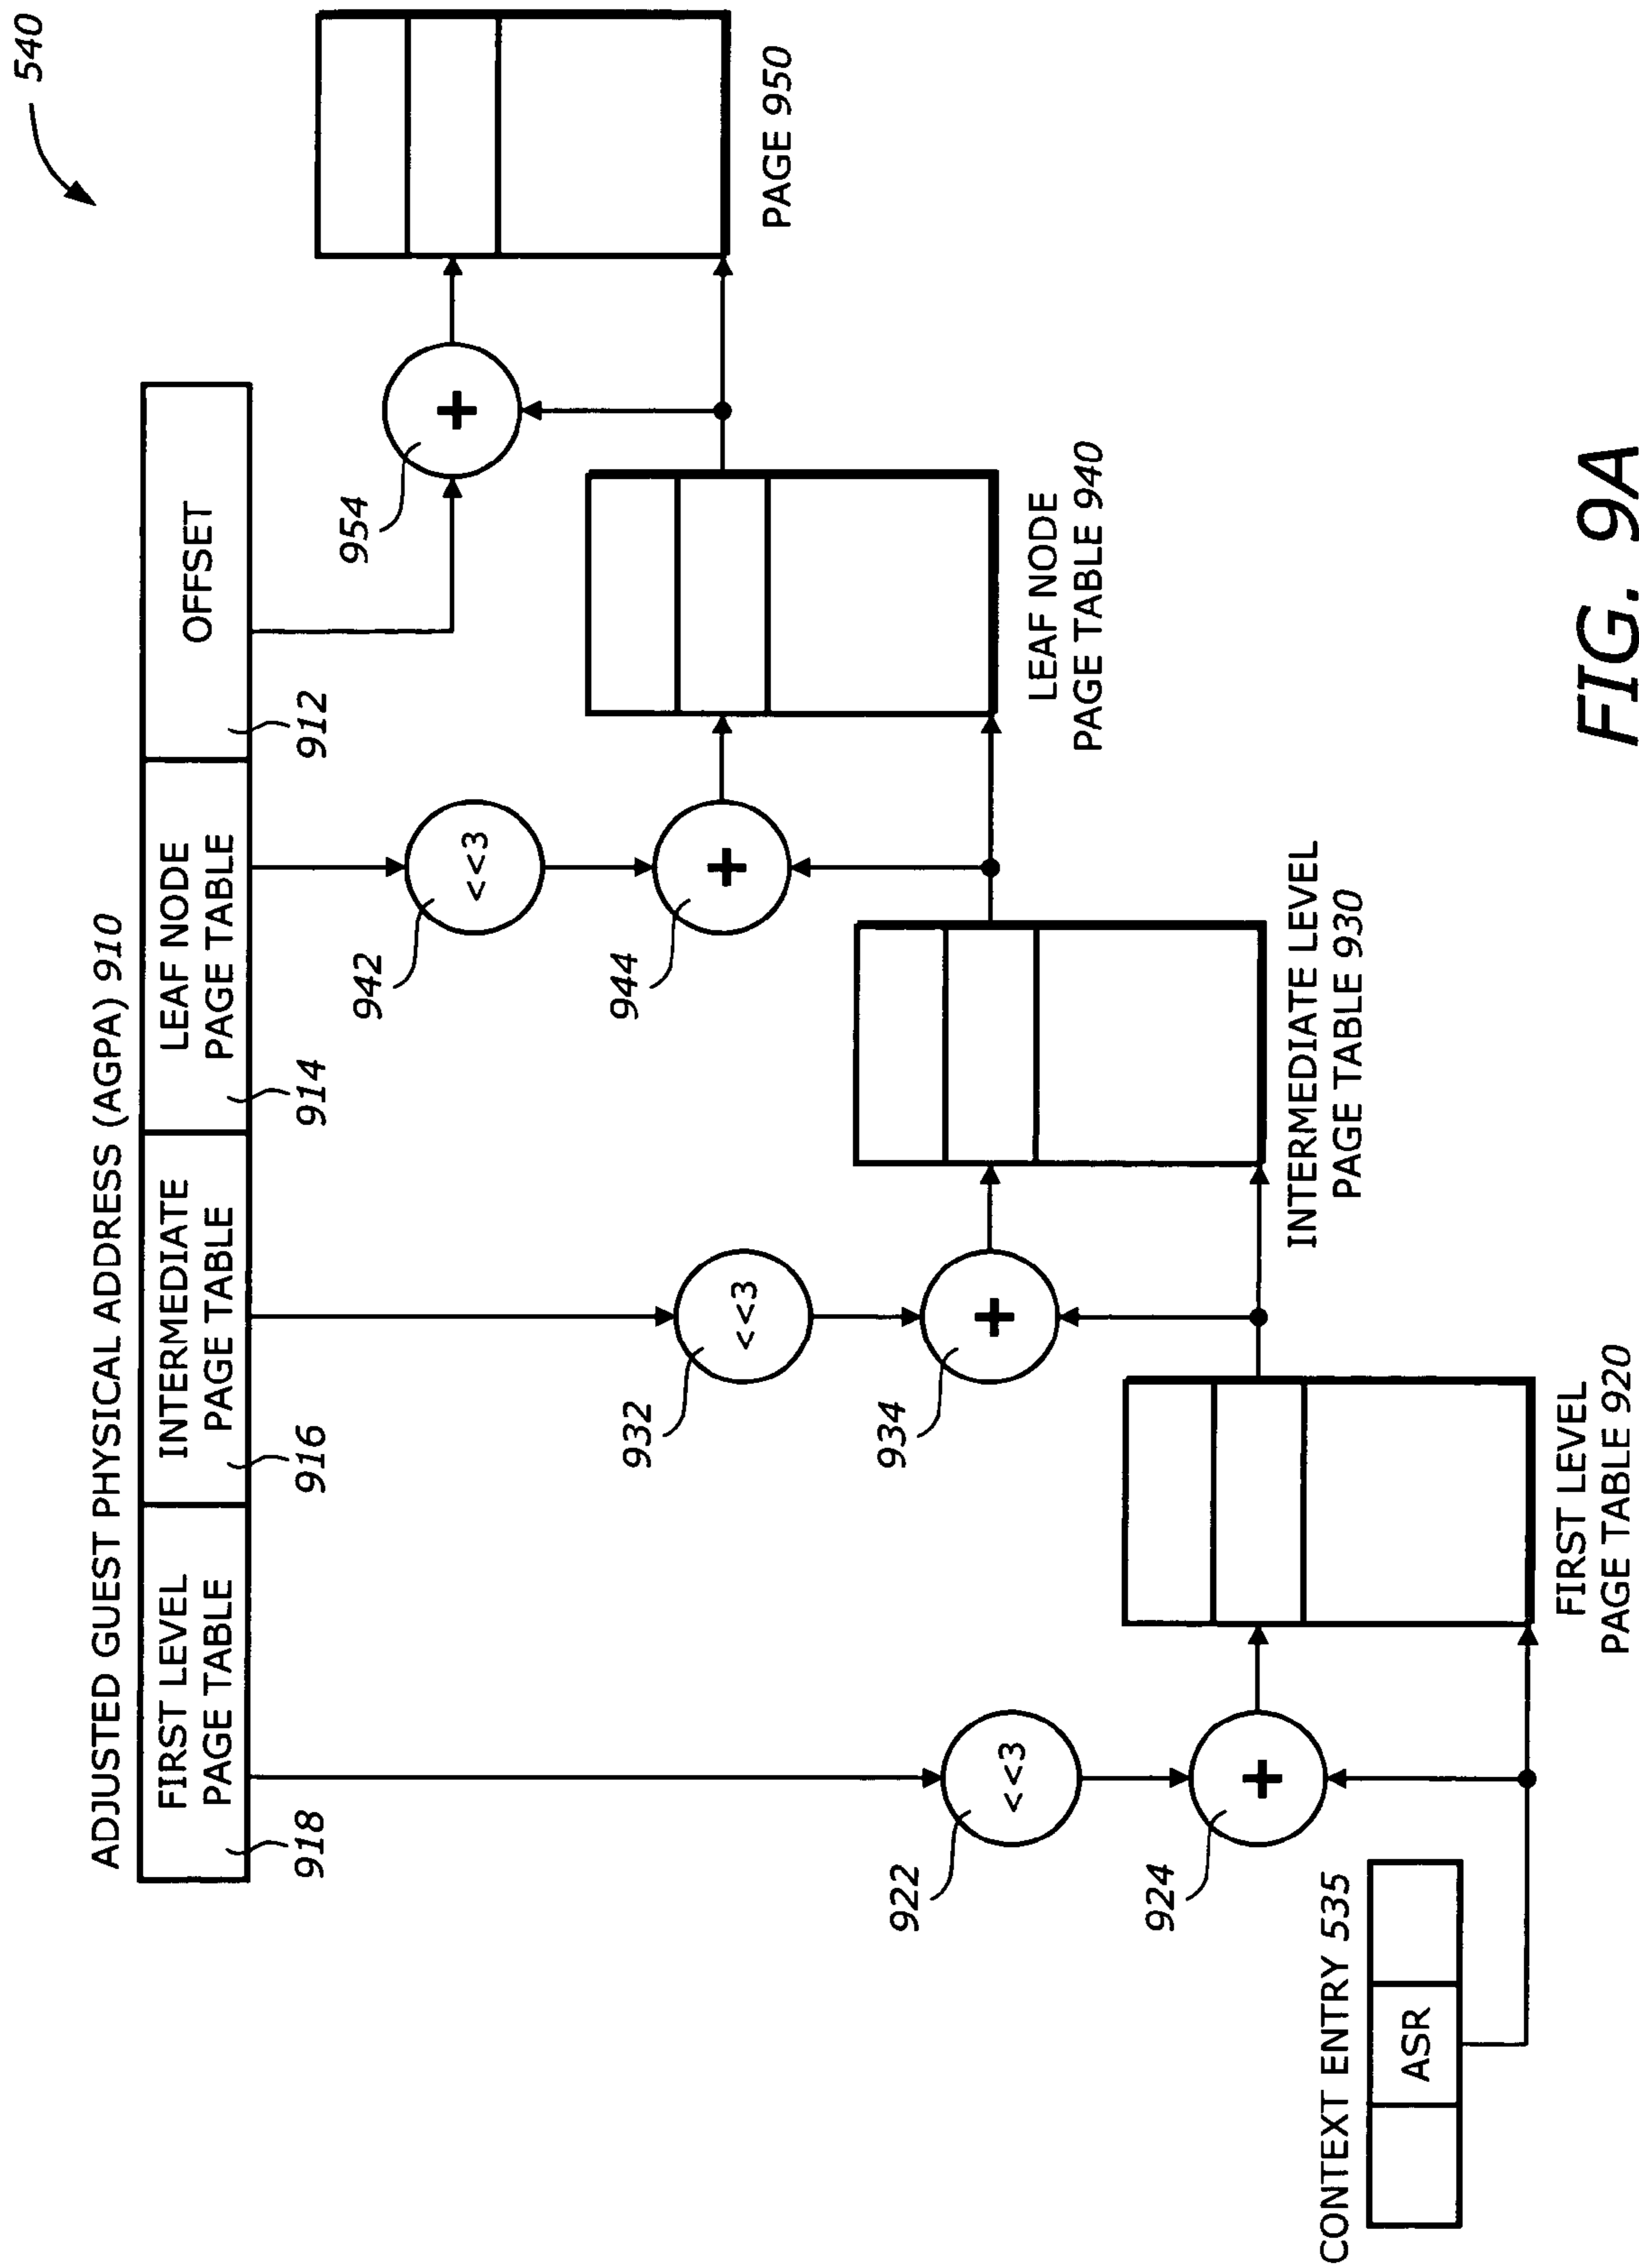 540
ADJUSTED GUEST PHYSICAL ADDRESS (AGPA) 910
FIRST LEVEL
PAGE TABLE
INTERMEDIATE
PAGE TABLE
LEAF NODE
PAGE TABLE
OFFSET
918
916
914
912
954
+
PAGE 950
942
<<3
944
+
LEAF NODE
PAGE TABLE 940
932
<<3
934
+
INTERMEDIATE LEVEL
PAGE TABLE 930
922
<<3
924
+
FIRST LEVEL
PAGE TABLE 920
CONTEXT ENTRY 535
ASR
FIG. 9A